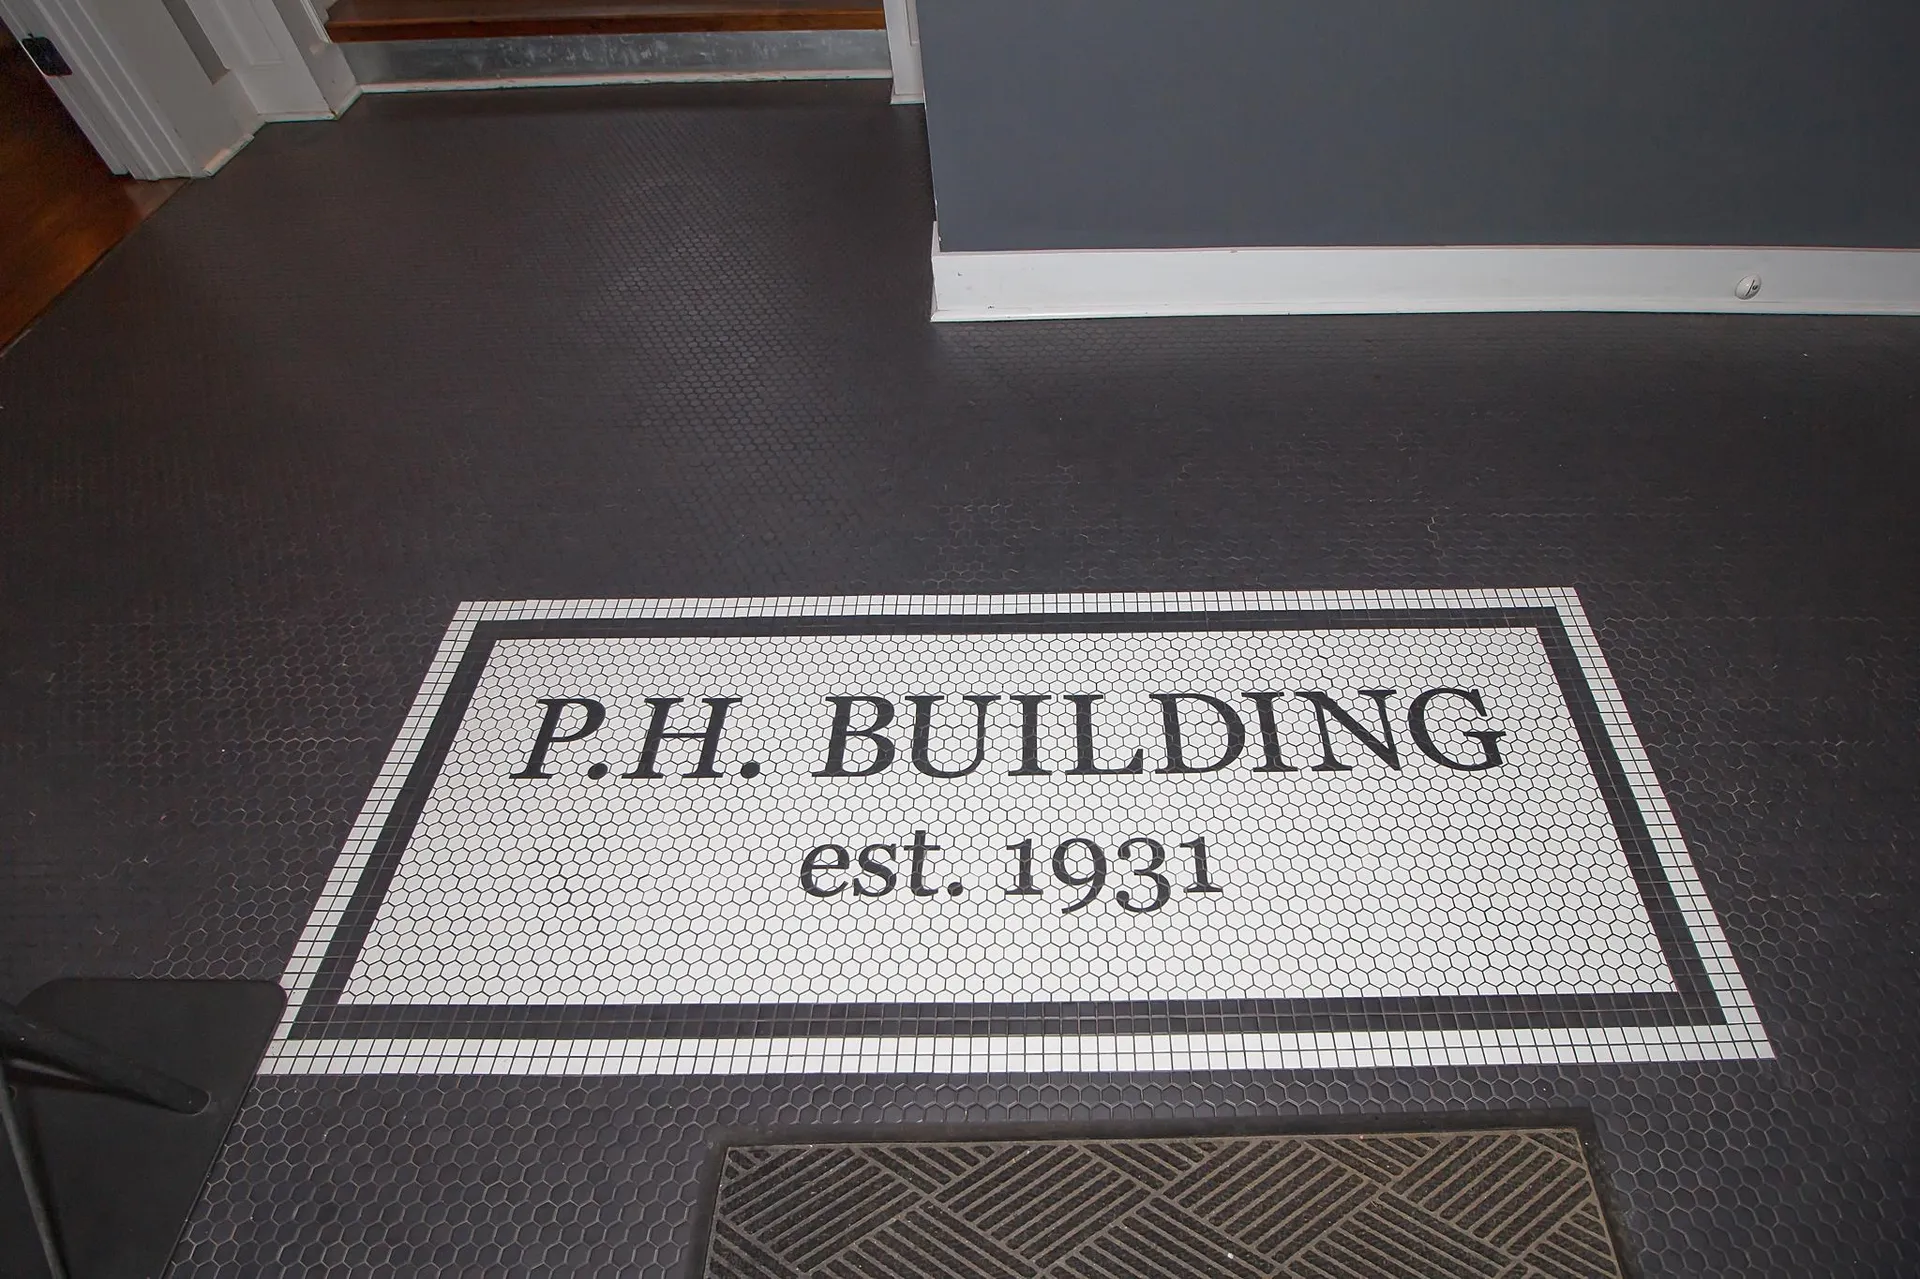 P.H. BUILDING
est. 1931